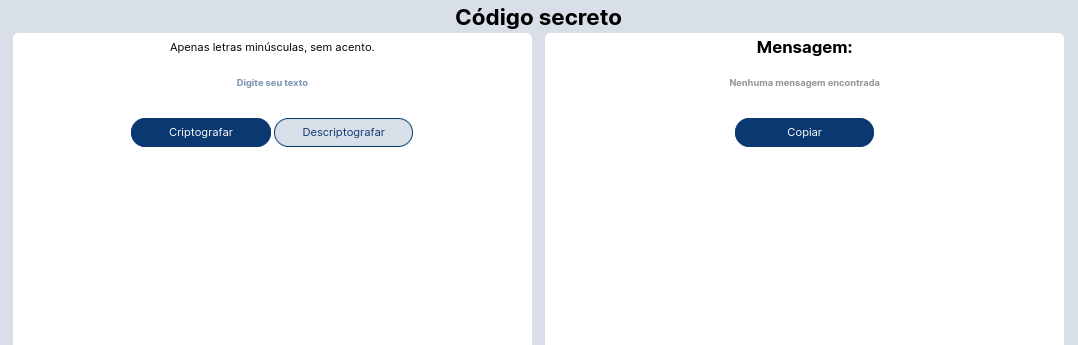 Código secreto
Apenas letras minúsculas, sem acento.
Digite seu texto
Criptografar
Descriptografar
Mensagem:
Nenhuma mensagem encontrada
Copiar